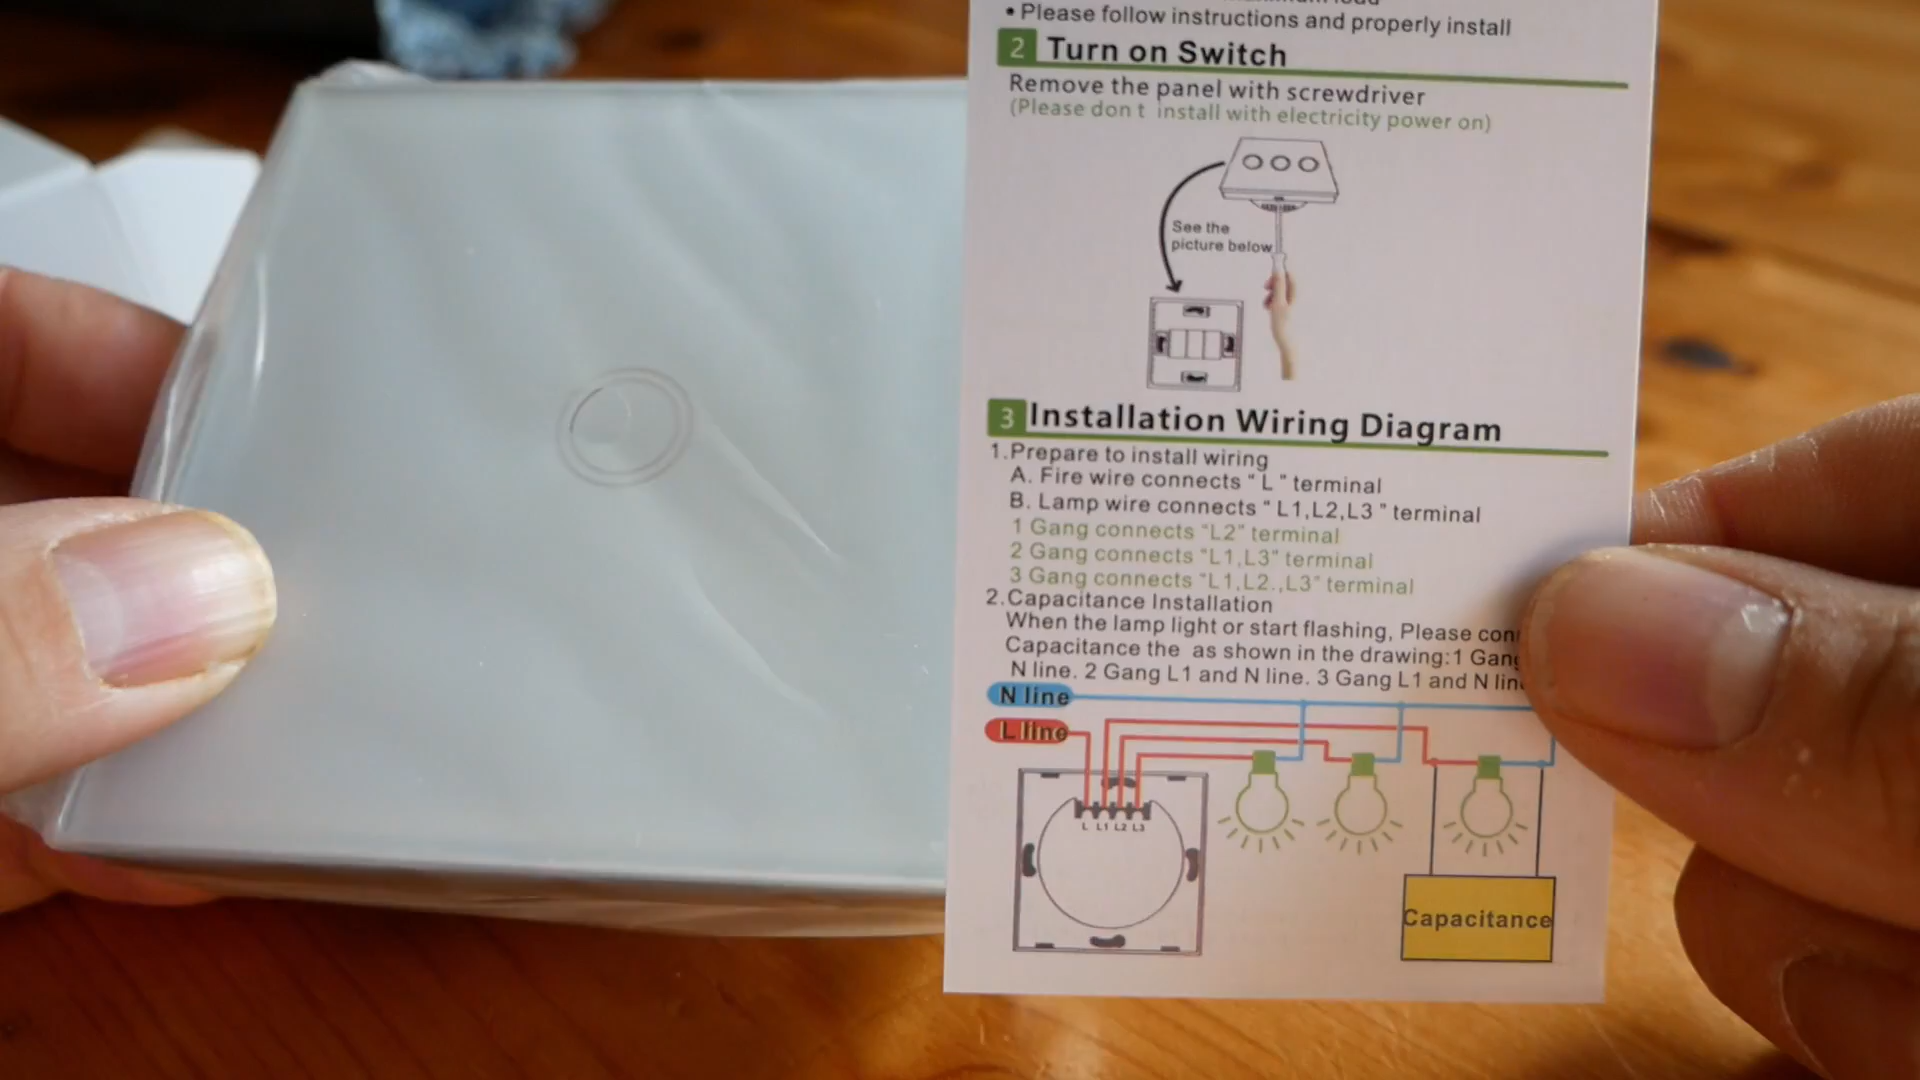 • Please follow instructions and properly install
2 Turn on Switch
Remove the panel with screwdriver
(Please don t install with electricity power on)
See the
picture below
3 Installation Wiring Diagram
1.Prepare to install wiring
A. Fire wire connects “ L ” terminal
B. Lamp wire connects “ L1,L2,L3 ” terminal
1 Gang connects “L2” terminal
2 Gang connects “L1,L3” terminal
3 Gang connects “L1,L2.,L3” terminal
2.Capacitance Installation
When the lamp light or start flashing, Please con
Capacitance the as shown in the drawing:1 Gang
N line. 2 Gang L1 and N line. 3 Gang L1 and N line
N line
L line
L L1 L2 L3
Capacitance